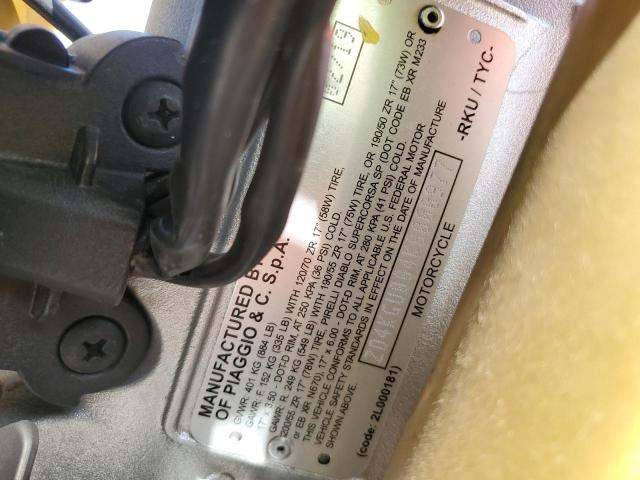 MANUFACTURED BY
OF PIAGGIO & C. S.p.A.
02/19
G.VWR: 401 KG (884 LB)
GAWR: F. 152 KG (335 LB) WITH 120/70 ZR 17" (58W) TIRE,
17" x 3.50 - DOT-D RIM, AT 250 KPA (36 PSI) COLD.
GAWR: R. 249 KG (549 LB) WITH 190/55 ZR 17" (75W) TIRE, OR 190/50 ZR 17" (73W) OR
200/55 ZR 17" (78W) TIRE, PIRELLI DIABLO SUPERCORSA SP (DOT CODE EB XR M233
or EB XR N670), 17" x 6.00 - DOT-D RIM, AT 280 KPA (41 PSI) COLD.
THIS VEHICLE CONFORMS TO ALL APPLICABLE U.S. FEDERAL MOTOR
VEHICLE SAFETY STANDARDS IN EFFECT ON THE DATE OF MANUFACTURE
SHOWN ABOVE.
MOTORCYCLE
(code: 2L000181)
-RKU / TYC-